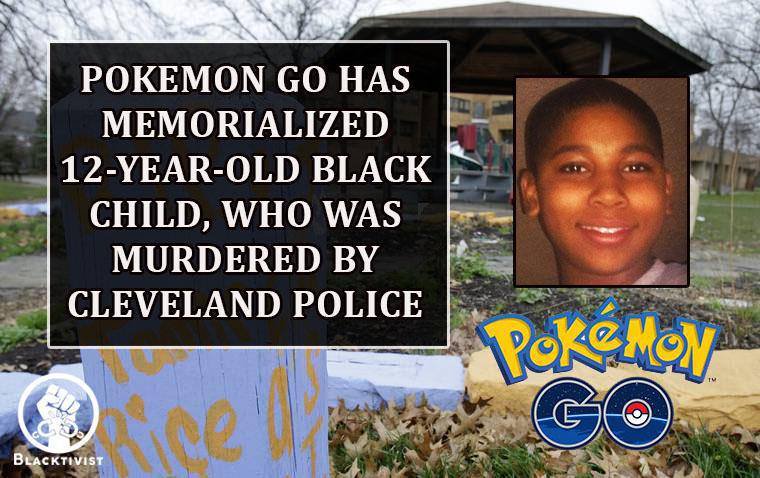 POKEMON GO HAS
MEMORIALIZED
12-YEAR-OLD BLACK
CHILD, WHO WAS
MURDERED BY
CLEVELAND POLICE
POKéMON
TM
GO
Rice
BLACKTIVIST